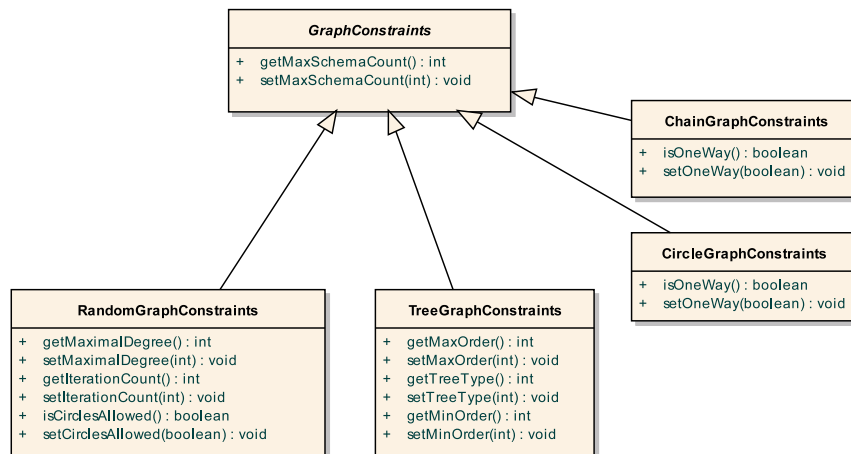 GraphConstraints
+ getMaxSchemaCount() : int
+ setMaxSchemaCount(int) : void
ChainGraphConstraints
+ isOneWay() : boolean
+ setOneWay(boolean) : void
CircleGraphConstraints
+ isOneWay() : boolean
+ setOneWay(boolean) : void
RandomGraphConstraints
+ getMaximalDegree() : int
+ setMaximalDegree(int) : void
+ getIterationCount() : int
+ setIterationCount(int) : void
+ isCirclesAllowed() : boolean
+ setCirclesAllowed(boolean) : void
TreeGraphConstraints
+ getMaxOrder() : int
+ setMaxOrder(int) : void
+ getTreeType() : int
+ setTreeType(int) : void
+ getMinOrder() : int
+ setMinOrder(int) : void